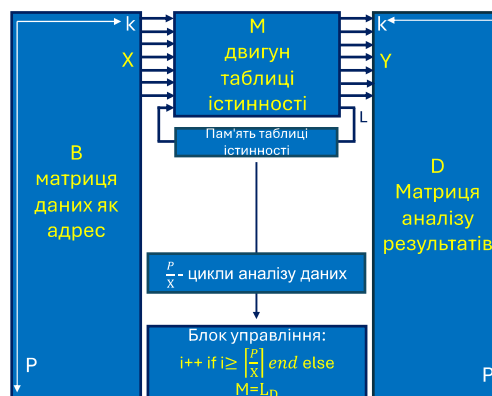 k
X
B
матриця
даних як
адрес
P
M
двигун
таблиці
істинності
L
Пам'ять таблиці
істинності
P/X - цикли аналізу даних
Блок управління:
i++ if i≥ ⌈P/X⌉ end else
M=L_D
k
Y
D
Матриця
аналізу
результатів
P